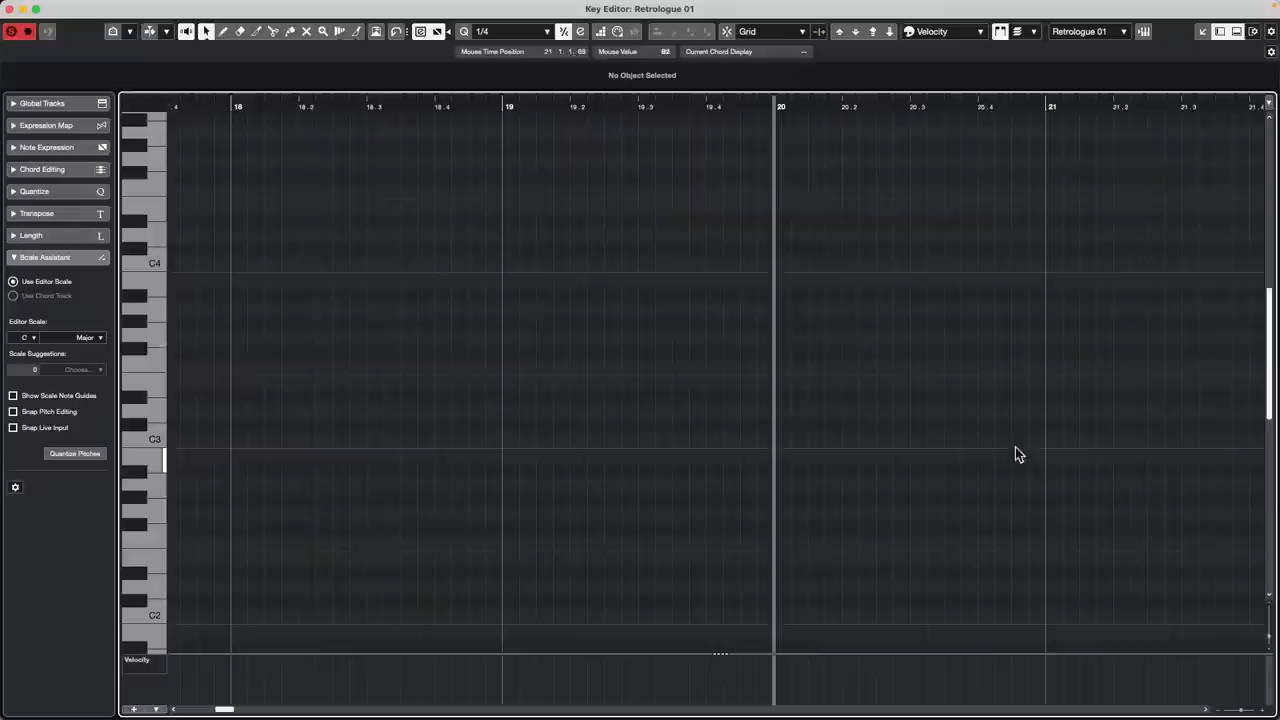 Key Editor: Retrologue 01
S
Q 1/4
Grid
Velocity
Retrologue 01
Mouse Time Position 21 1. 1. 69 Mouse Value B2 Current Chord Display --
No Object Selected
Global Tracks
Expression Map
Note Expression
Chord Editing
Quantize Q
Transpose T
Length L
Scale Assistant
Use Editor Scale
Use Chord Track
Editor Scale:
C Major
Scale Suggestions:
0 Choose...
Show Scale Note Guides
Snap Pitch Editing
Snap Live Input
Quantize Pitches
.4 18 18.2 18.3 18.4 19 19.2 19.3 19.4 20 20.2 20.3 20.4 21 21.2 21.3 21.4
C4
C3
C2
Velocity